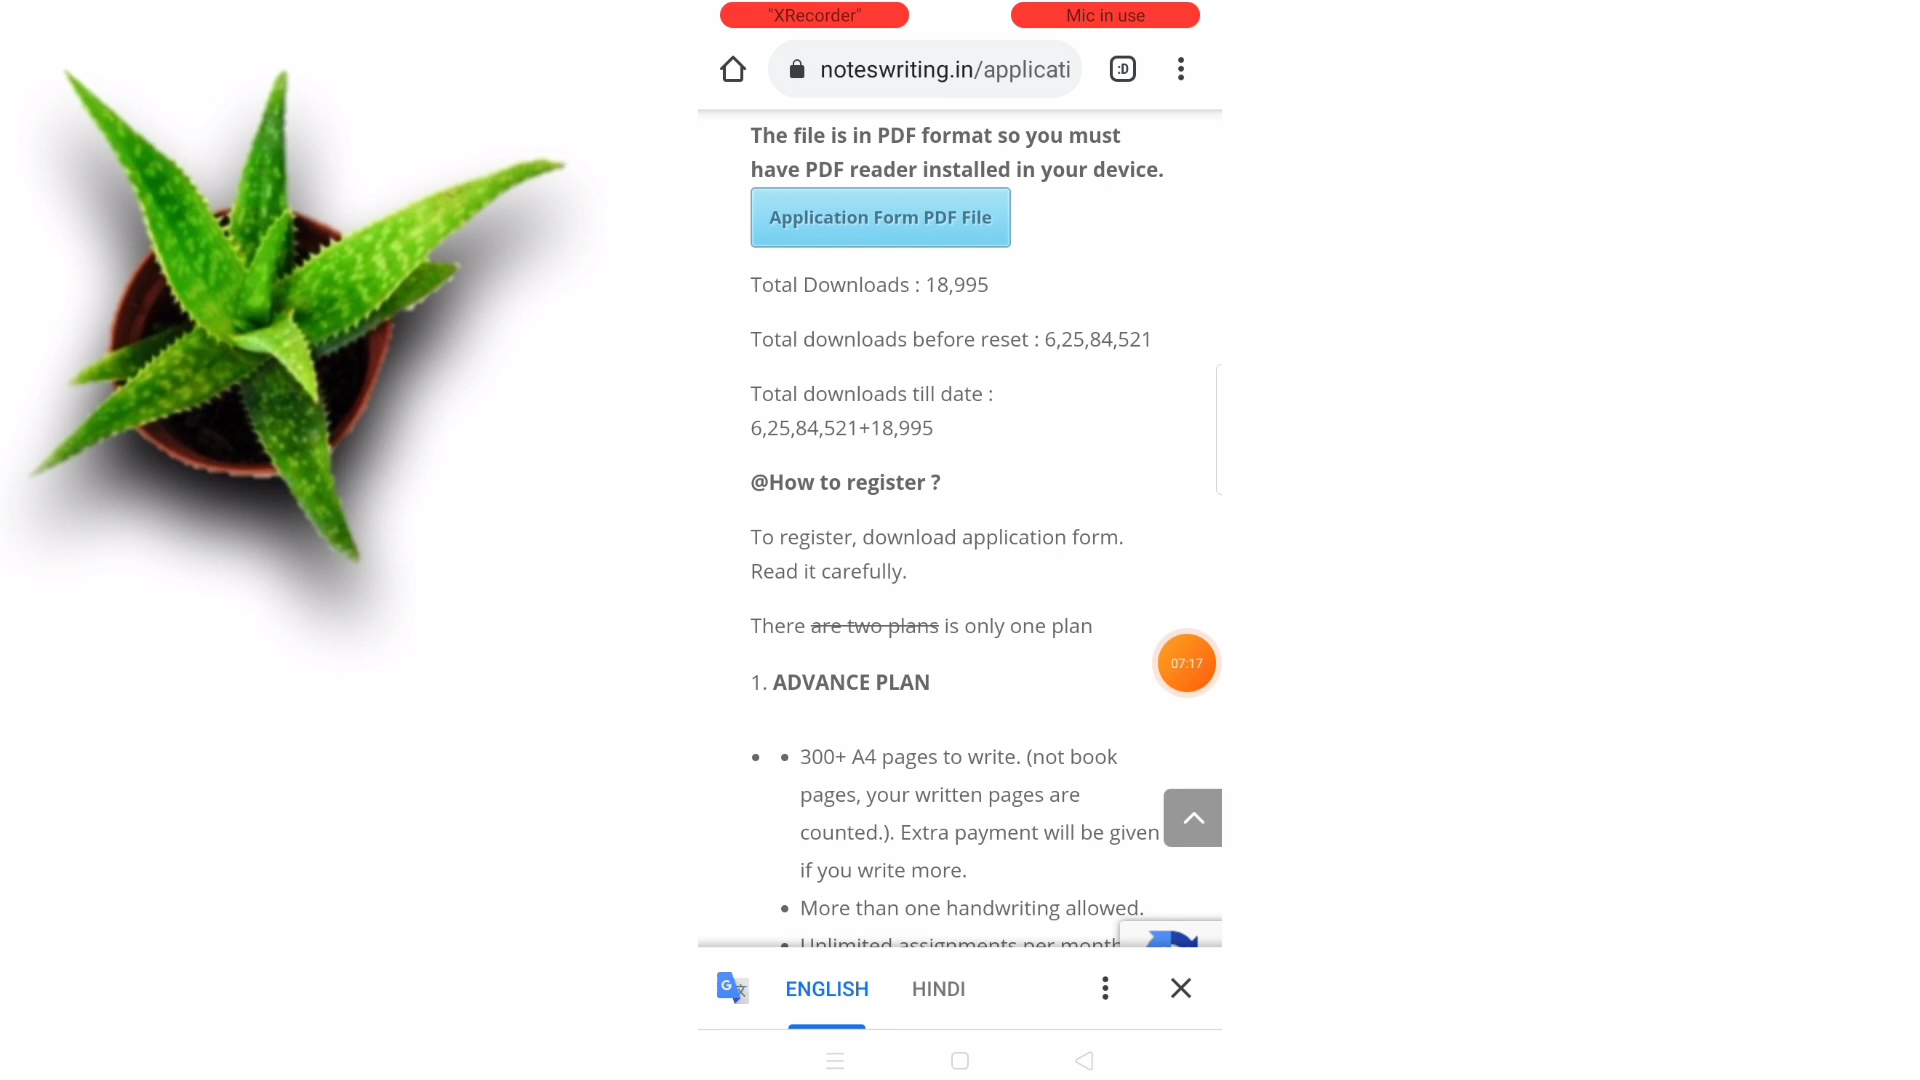 "XRecorder"
Mic in use
noteswriting.in/applicati
:D
The file is in PDF format so you must
have PDF reader installed in your device.
Application Form PDF File
Total Downloads : 18,995
Total downloads before reset : 6,25,84,521
Total downloads till date :
6,25,84,521+18,995
@How to register ?
To register, download application form.
Read it carefully.
There are two plans is only one plan
07:17
1. ADVANCE PLAN
• • 300+ A4 pages to write. (not book
pages, your written pages are
counted.). Extra payment will be given
if you write more.
• More than one handwriting allowed.
• Unlimited assignments per month
G 文
ENGLISH
HINDI